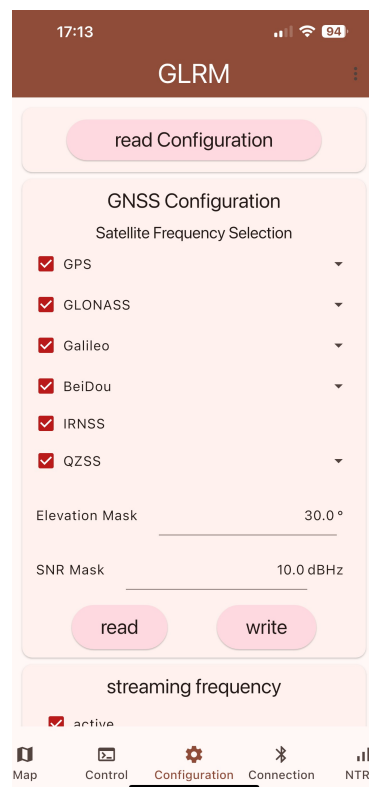 17:13
94
GLRM
read Configuration
GNSS Configuration
Satellite Frequency Selection
GPS
GLONASS
Galileo
BeiDou
IRNSS
QZSS
Elevation Mask 30.0 °
SNR Mask 10.0 dBHz
read write
streaming frequency
active
Map Control Configuration Connection NTR